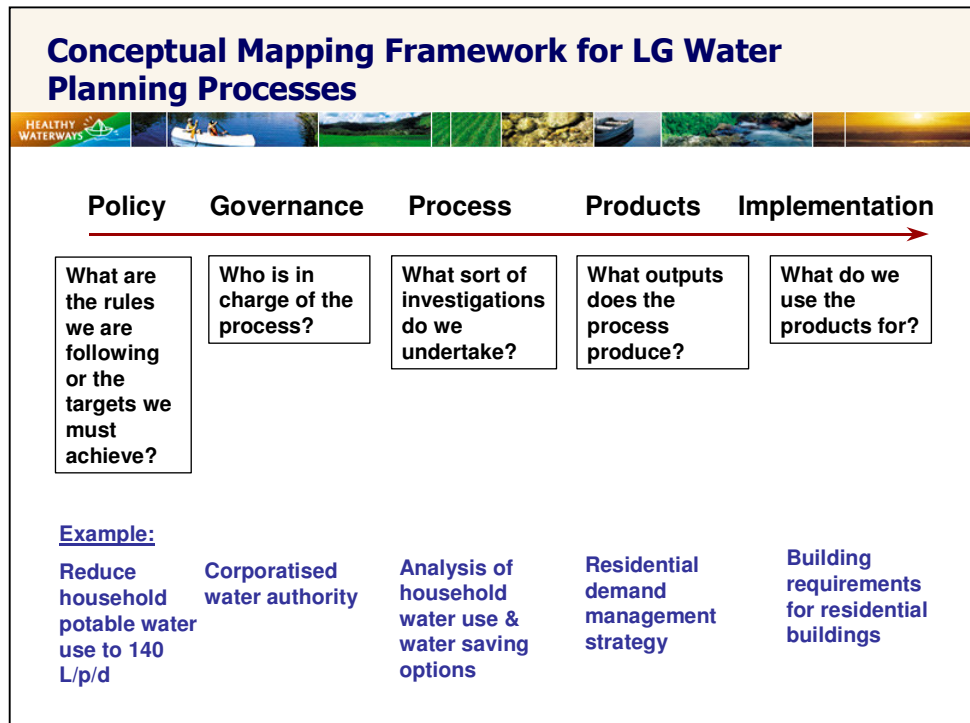 Conceptual Mapping Framework for LG Water
Planning Processes
HEALTHY
WATERWAYS
Policy Governance Process Products Implementation
What are
the rules
we are
following
or the
targets we
must
achieve?
Who is in
charge of the
process?
What sort of
investigations
do we
undertake?
What outputs
does the
process
produce?
What do we
use the
products for?
Example:
Reduce
household
potable water
use to 140
L/p/d
Corporatised
water authority
Analysis of
household
water use &
water saving
options
Residential
demand
management
strategy
Building
requirements
for residential
buildings